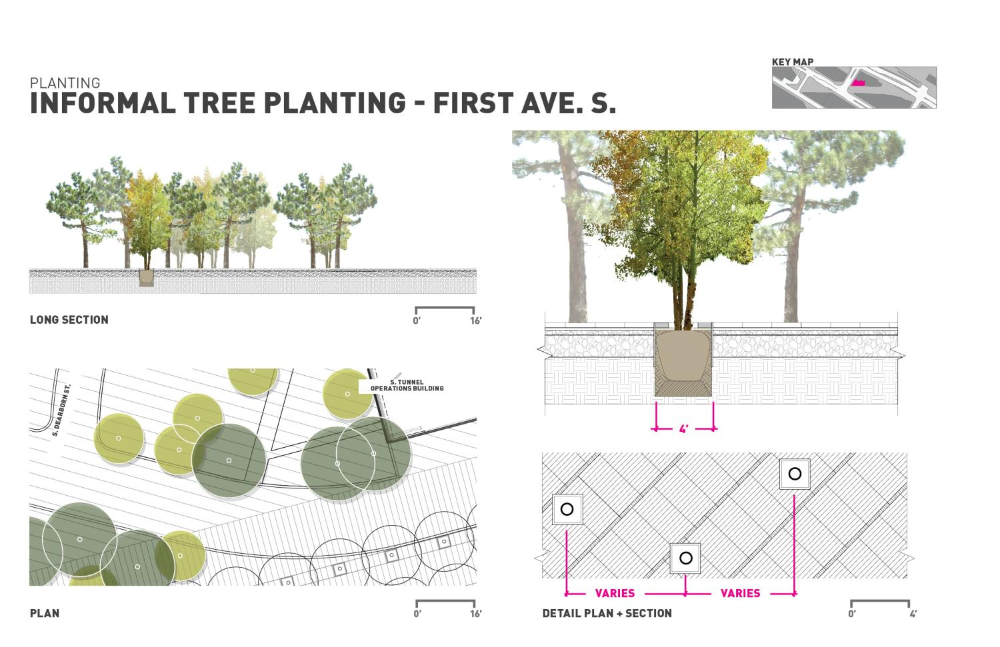 PLANTING
INFORMAL TREE PLANTING - FIRST AVE. S.
KEY MAP
LONG SECTION
0' 16'
S. DEARBORN ST.
S. TUNNEL
OPERATIONS BUILDING
PLAN
0' 16'
4'
VARIES VARIES
DETAIL PLAN + SECTION
0' 4'